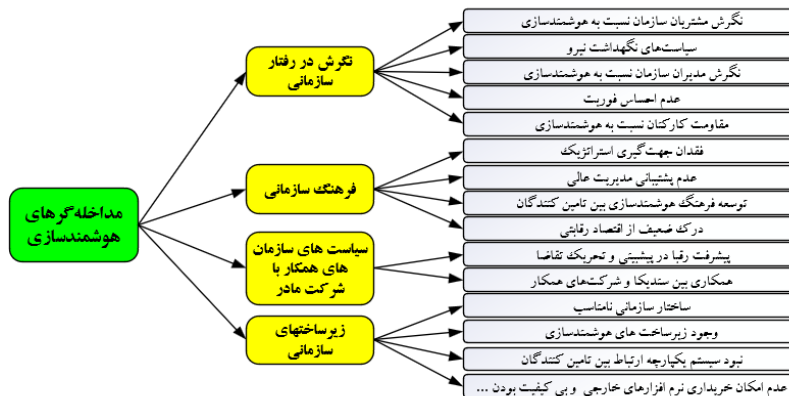 مداخله‌گرهای
هوشمندسازی
نگرش در رفتار
سازمانی
نگرش مشتریان سازمان نسبت به هوشمندسازی
سیاست‌های نگهداشت نیرو
نگرش مدیران سازمان نسبت به هوشمندسازی
عدم احساس فوریت
مقاومت کارکنان نسبت به هوشمندسازی
فرهنگ سازمانی
فقدان جهت‌گیری استراتژیک
عدم پشتیبانی مدیریت عالی
توسعه فرهنگ هوشمندسازی بین تامین کنندگان
درک ضعیف از اقتصاد رقابتی
سیاست های سازمان
های همکار با
شرکت مادر
پیشرفت رقبا در پیشبینی و تحریک تقاضا
همکاری بین سندیکا و شرکت‌های همکار
زیرساختهای
سازمانی
ساختار سازمانی نامناسب
وجود زیرساخت های هوشمندسازی
نبود سیستم یکپارچه ارتباط بین تامین کنندگان
عدم امکان خریداری نرم افزارهای خارجی و بی کیفیت بودن ...